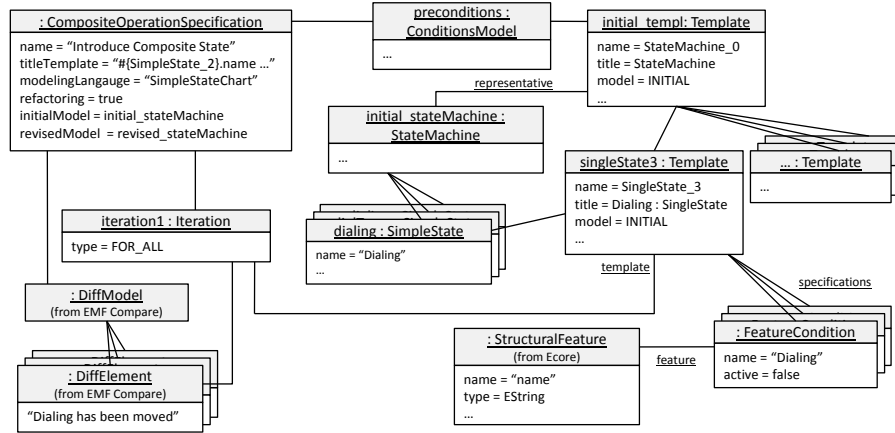 : CompositeOperationSpecification
name = “Introduce Composite State”
titleTemplate = “#{SimpleState_2}.name ...”
modelingLangauge = “SimpleStateChart”
refactoring = true
initialModel = initial_stateMachine
revisedModel = revised_stateMachine
preconditions :
ConditionsModel
...
initial_templ: Template
name = StateMachine_0
title = StateMachine
model = INITIAL
...
representative
initial_stateMachine :
StateMachine
...
singleState3 : Template
name = SingleState_3
title = Dialing : SingleState
model = INITIAL
...
... : Template
...
iteration1 : Iteration
type = FOR_ALL
dialing : SimpleState
name = “Dialing”
...
template
specifications
: DiffModel
(from EMF Compare)
: DiffElement
(from EMF Compare)
“Dialing has been moved”
: StructuralFeature
(from Ecore)
name = “name”
type = EString
...
feature
: FeatureCondition
name = “Dialing”
active = false